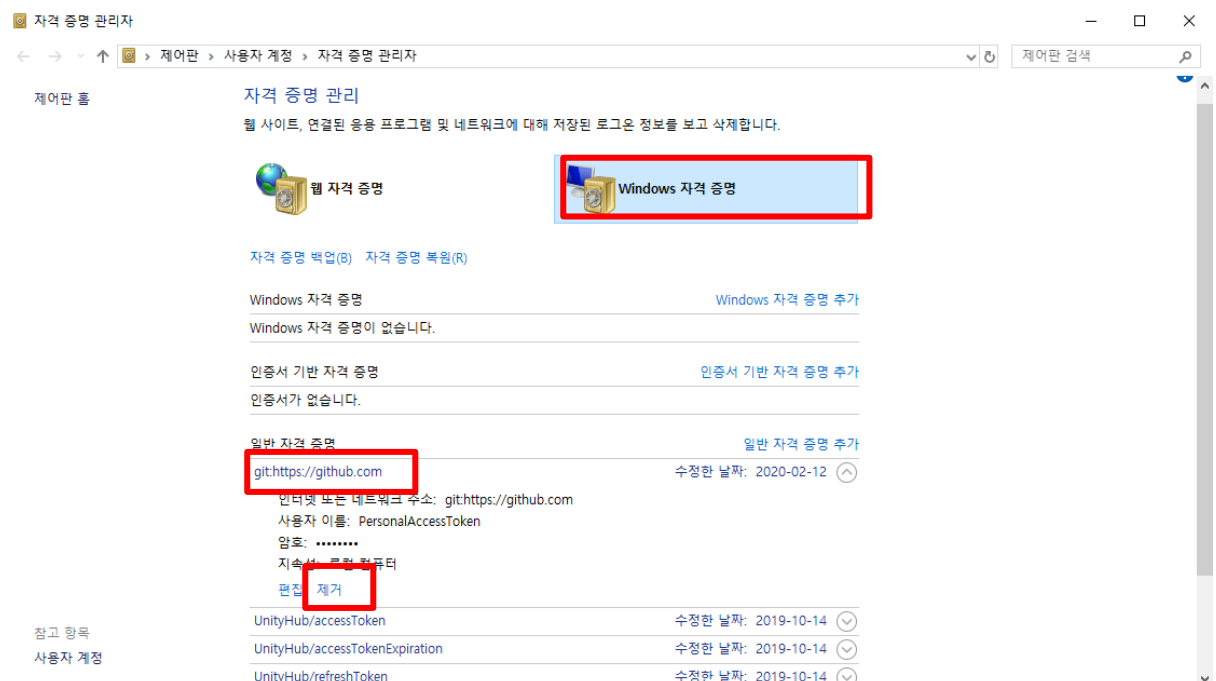 자격 증명 관리자
제어판 › 사용자 계정 › 자격 증명 관리자
제어판 검색
제어판 홈
자격 증명 관리
웹 사이트, 연결된 응용 프로그램 및 네트워크에 대해 저장된 로그온 정보를 보고 삭제합니다.
웹 자격 증명
Windows 자격 증명
자격 증명 백업(B) 자격 증명 복원(R)
Windows 자격 증명 Windows 자격 증명 추가
Windows 자격 증명이 없습니다.
인증서 기반 자격 증명 인증서 기반 자격 증명 추가
인증서가 없습니다.
일반 자격 증명 일반 자격 증명 추가
git:https://github.com 수정한 날짜: 2020-02-12
인터넷 또는 네트워크 주소: git:https://github.com
사용자 이름: PersonalAccessToken
암호: ••••••••
지속성: 로컬 컴퓨터
편집 제거
UnityHub/accessToken 수정한 날짜: 2019-10-14
UnityHub/accessTokenExpiration 수정한 날짜: 2019-10-14
UnityHub/refreshToken 수정한 날짜: 2019-10-14
참고 항목
사용자 계정